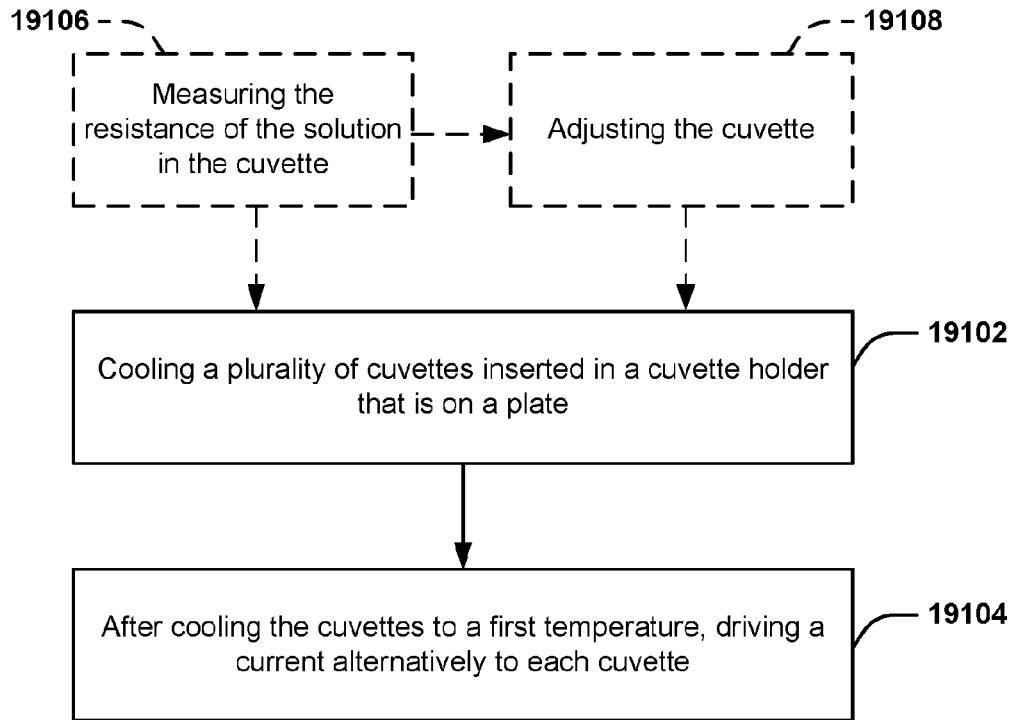 19106
19108
Measuring the
resistance of the solution
in the cuvette
Adjusting the cuvette
19102
Cooling a plurality of cuvettes inserted in a cuvette holder
that is on a plate
19104
After cooling the cuvettes to a first temperature, driving a
current alternatively to each cuvette